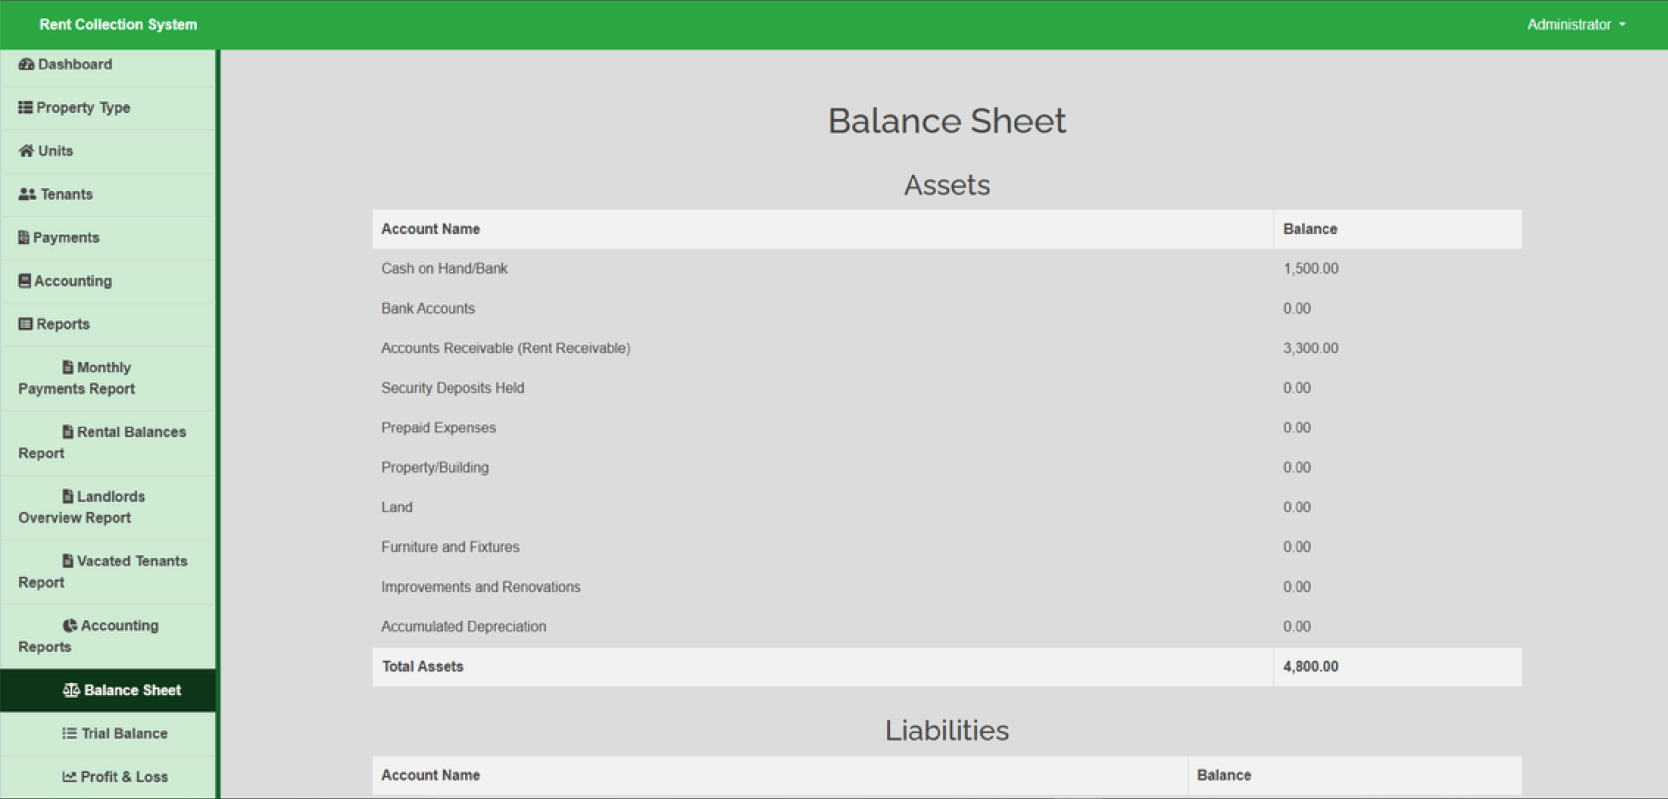 Rent Collection System
Administrator
Dashboard
Property Type
Units
Tenants
Payments
Accounting
Reports
Monthly
Payments Report
Rental Balances
Report
Landlords
Overview Report
Vacated Tenants
Report
Accounting
Reports
Balance Sheet
Trial Balance
Profit & Loss
Balance Sheet
Assets
Account Name Balance
Cash on Hand/Bank 1,500.00
Bank Accounts 0.00
Accounts Receivable (Rent Receivable) 3,300.00
Security Deposits Held 0.00
Prepaid Expenses 0.00
Property/Building 0.00
Land 0.00
Furniture and Fixtures 0.00
Improvements and Renovations 0.00
Accumulated Depreciation 0.00
Total Assets 4,800.00
Liabilities
Account Name Balance